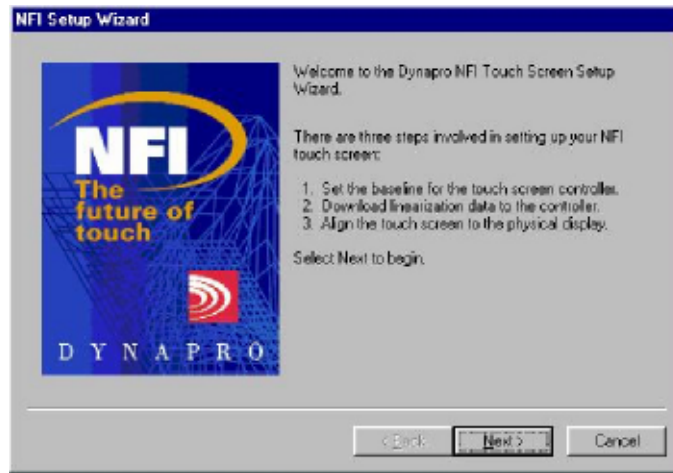 NFI Setup Wizard
NFI
The
future of
touch
DYNAPRO
Welcome to the Dynapro NFI Touch Screen Setup
Wizard.
There are three steps involved in setting up your NFI
touch screen:
1. Set the baseline for the touch screen controller.
2. Download linearization data to the controller.
3. Align the touch screen to the physical display.
Select Next to begin.
< Back
Next >
Cancel